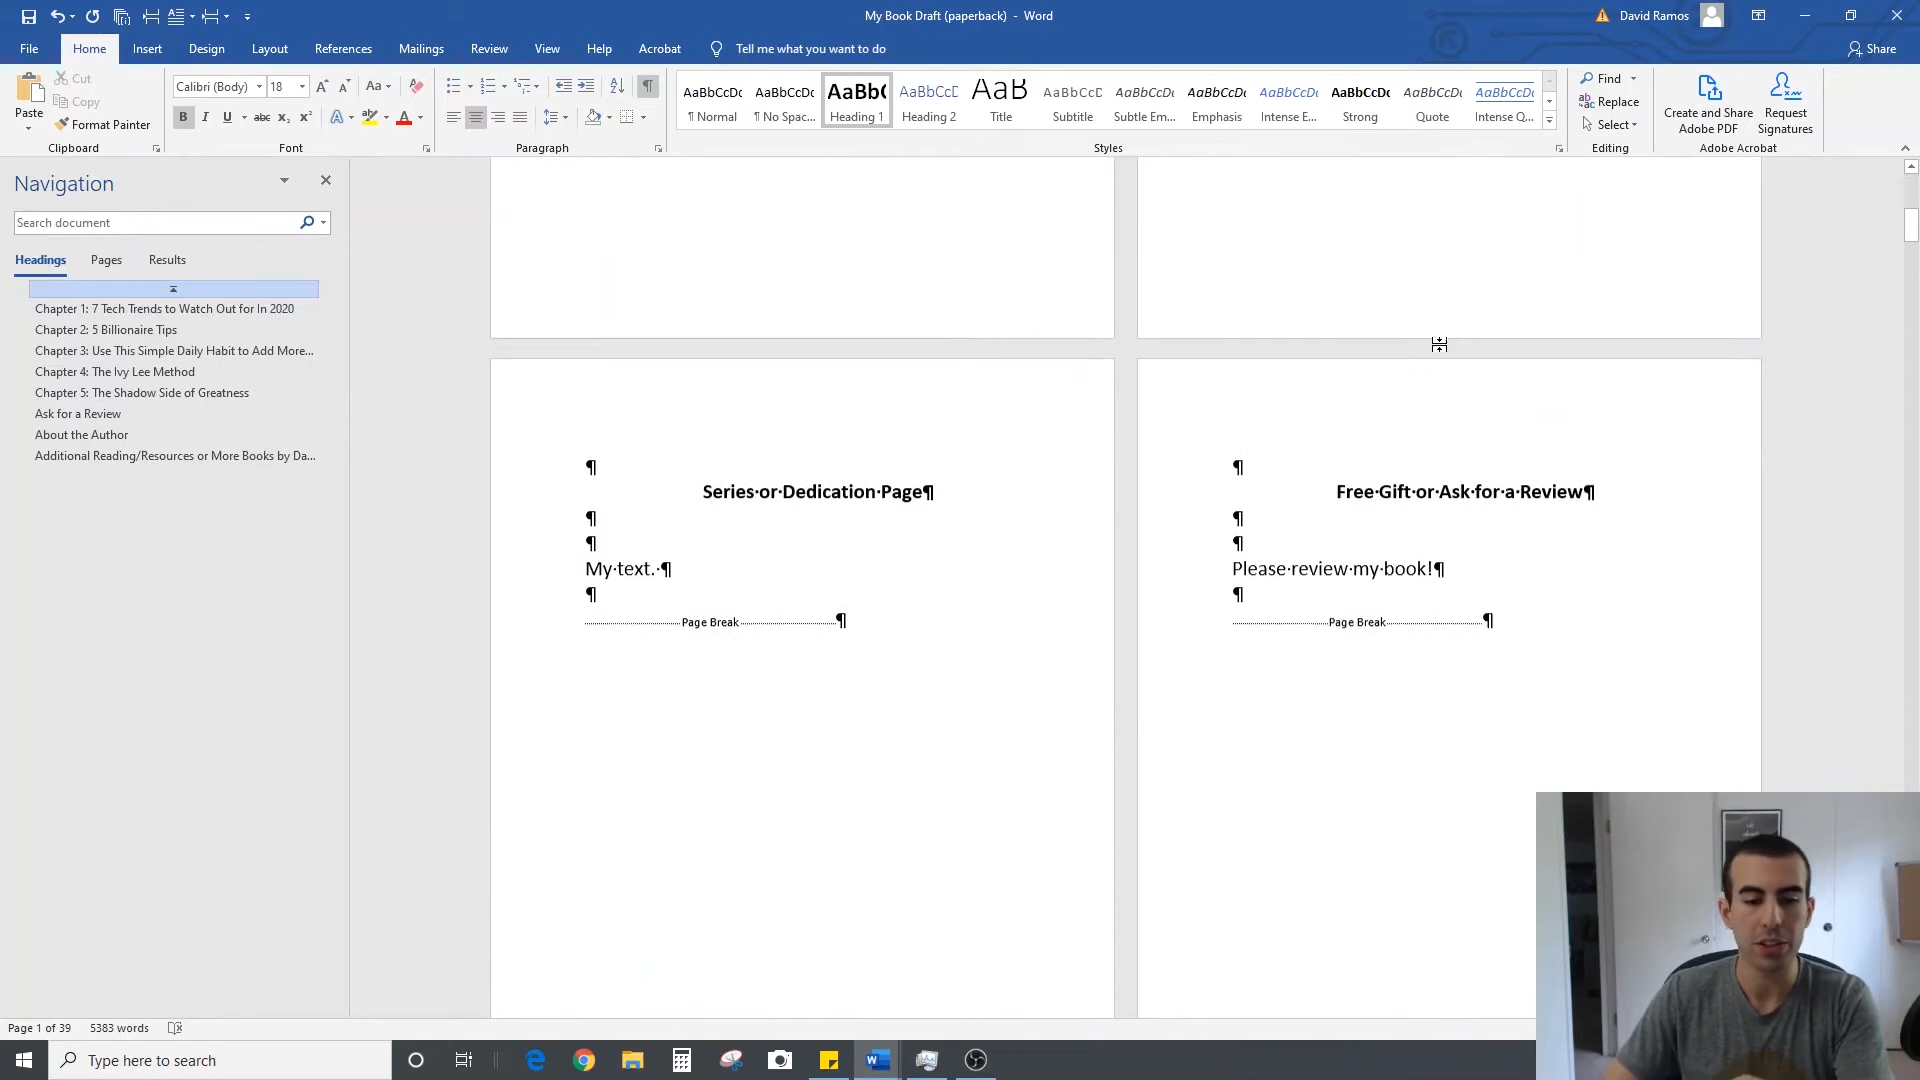 My Book Draft (paperback) - Word
David Ramos
File Home Insert Design Layout References Mailings Review View Help Acrobat Tell me what you want to do
Share
Paste
Cut
Copy
Format Painter
Clipboard
Calibri (Body) 18
Aa
B I U abc x₂ x²
Font
Paragraph
AaBbCcDc AaBbCcDc AaBb( AaBbCcD AaB AaBbCcD AaBbCcDc AaBbCcDc AaBbCcDc AaBbCcDc AaBbCcDc AaBbCcDc
¶ Normal ¶ No Spac... Heading 1 Heading 2 Title Subtitle Subtle Em... Emphasis Intense E... Strong Quote Intense Q...
Styles
Find
Replace
Select
Editing
Create and Share Adobe PDF
Request Signatures
Adobe Acrobat
Navigation
Search document
Headings Pages Results
Chapter 1: 7 Tech Trends to Watch Out for In 2020
Chapter 2: 5 Billionaire Tips
Chapter 3: Use This Simple Daily Habit to Add More...
Chapter 4: The Ivy Lee Method
Chapter 5: The Shadow Side of Greatness
Ask for a Review
About the Author
Additional Reading/Resources or More Books by Da...
¶
Series·or·Dedication·Page¶
¶
¶
My·text.·¶
¶
Page Break ¶
¶
Free·Gift·or·Ask·for·a·Review¶
¶
¶
Please·review·my·book!¶
¶
Page Break ¶
Page 1 of 39 5383 words
Type here to search